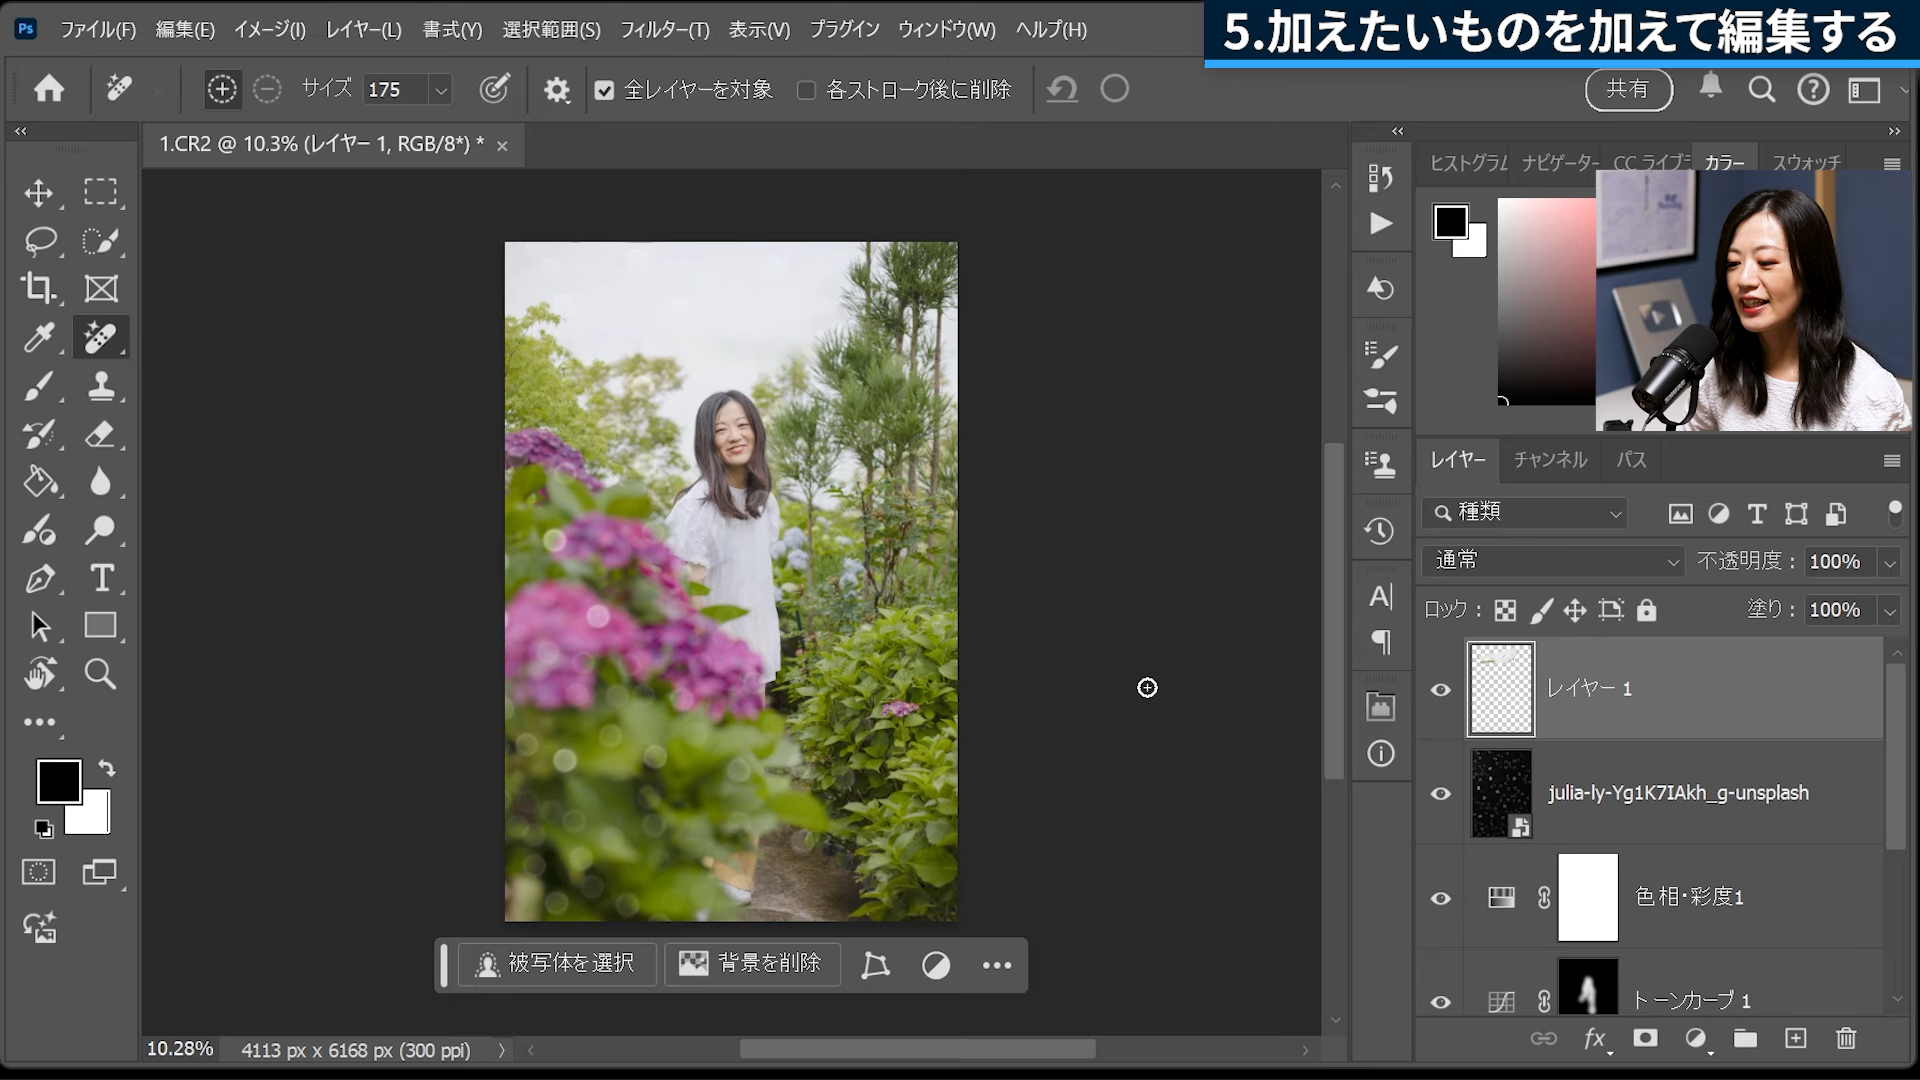 5.加えたいものを加えて編集する
Ps ファイル(F) 編集(E) イメージ(I) レイヤー(L) 書式(Y) 選択範囲(S) フィルター(T) 表示(V) プラグイン ウィンドウ(W) ヘルプ(H)
サイズ 175 全レイヤーを対象 各ストローク後に削除 共有
1.CR2 @ 10.3% (レイヤー 1, RGB/8*) *
ヒストグラム ナビゲーター CC ライブラ カラー スウォッチ
レイヤー チャンネル パス
種類
通常 不透明度： 100%
ロック： 塗り： 100%
レイヤー 1
julia-ly-Yg1K7IAkh_g-unsplash
色相・彩度1
トーンカーブ 1
fx
被写体を選択 背景を削除
10.28% 4113 px x 6168 px (300 ppi)